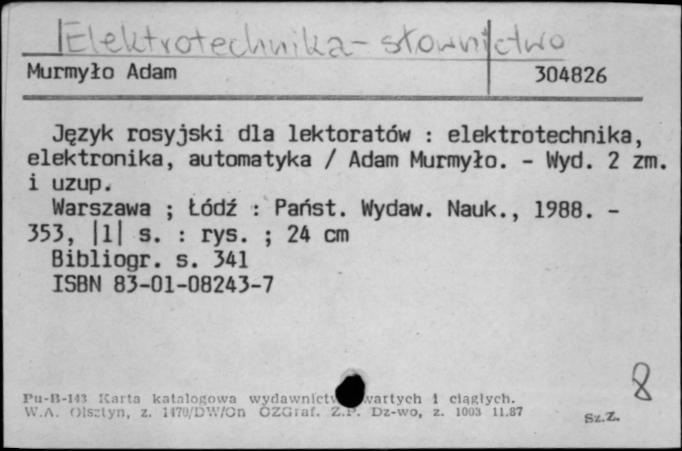 Elektrotechnika - słownictwo
Murmyło Adam 304826
Język rosyjski dla lektoratów : elektrotechnika,
elektronika, automatyka / Adam Murmyło. - Wyd. 2 zm.
i uzup.
Warszawa ; Łódź : Państ. Wydaw. Nauk., 1988. -
353, |1| s. : rys. ; 24 cm
Bibliogr. s. 341
ISBN 83-01-08243-7
8
Pu-B-143 Karta katalogowa wydawnictw zwartych i ciągłych.
W.A. Olsztyn, z. 1470/DW/Gn OZGraf. Z.P. Dz-wo, z. 1003 11.87
Sz.Z.